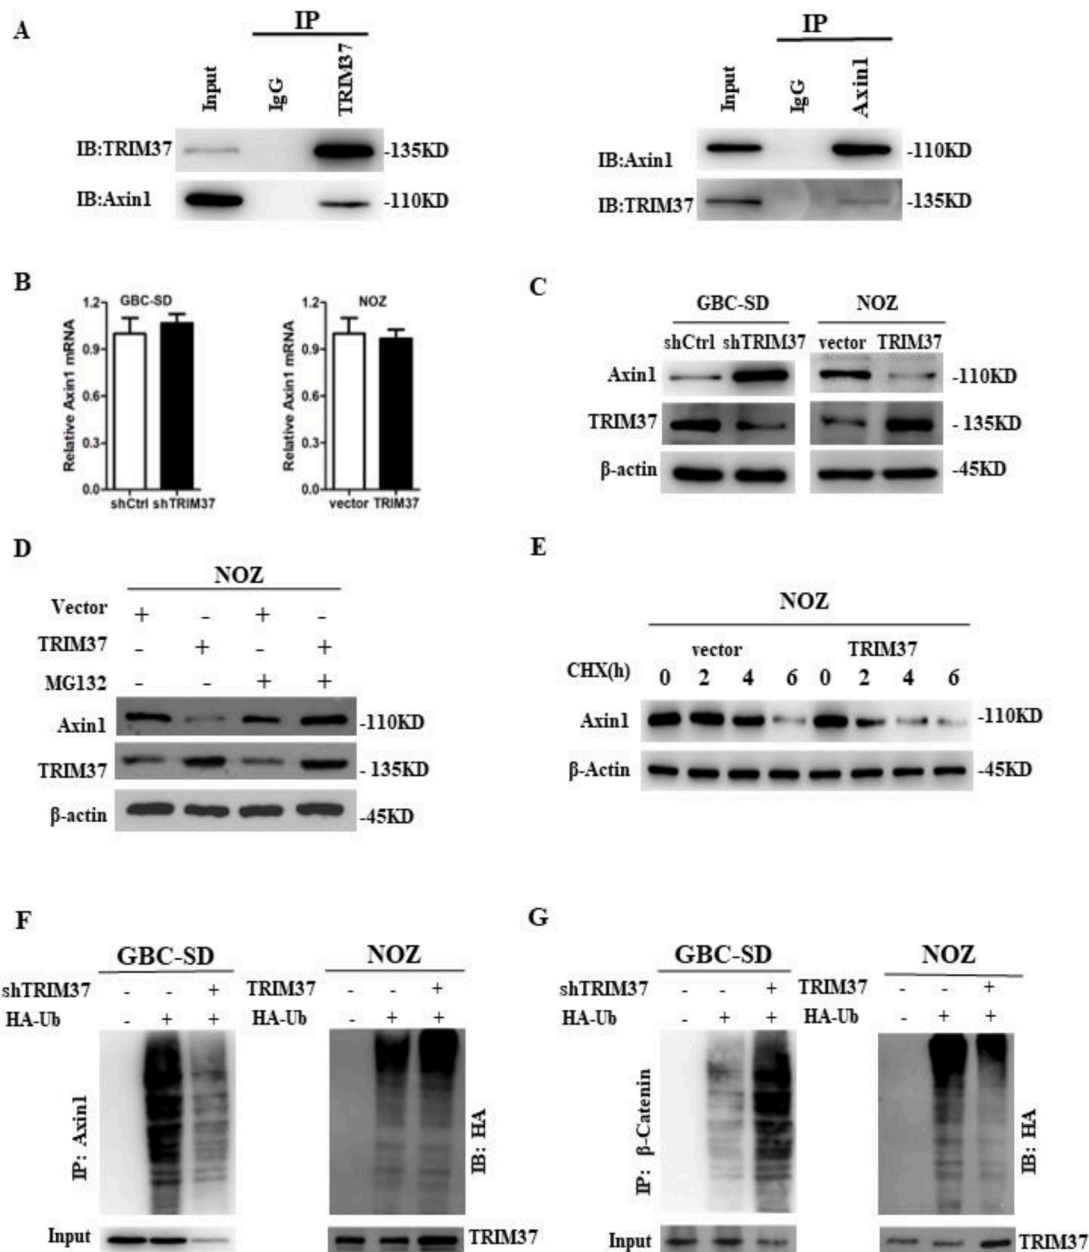 A
IP
Input
IgG
TRIM37
IB:TRIM37
-135KD
IB:Axin1
-110KD
IP
Input
IgG
Axin1
IB:Axin1
-110KD
IB:TRIM37
-135KD
B
Relative Axin1 mRNA
1.2
0.9
0.6
0.3
0.0
GBC-SD
shCtrl shTRIM37
Relative Axin1 mRNA
1.2
0.9
0.6
0.3
0.0
NOZ
vector TRIM37
C
GBC-SD NOZ
shCtrl shTRIM37 vector TRIM37
Axin1 -110KD
TRIM37 - 135KD
β-actin -45KD
D
NOZ
Vector + - + -
TRIM37 - + - +
MG132 - - + +
Axin1 -110KD
TRIM37 - 135KD
β-actin -45KD
E
NOZ
vector TRIM37
CHX(h) 0 2 4 6 0 2 4 6
Axin1 -110KD
β-Actin -45KD
F
GBC-SD
shTRIM37 - - +
HA-Ub - + +
IP: Axin1
Input
NOZ
TRIM37 - - +
HA-Ub - + +
IB: HA
TRIM37
G
GBC-SD
shTRIM37 - - +
HA-Ub - + +
IP: β-Catenin
Input
NOZ
TRIM37 - - +
HA-Ub - + +
IB: HA
TRIM37